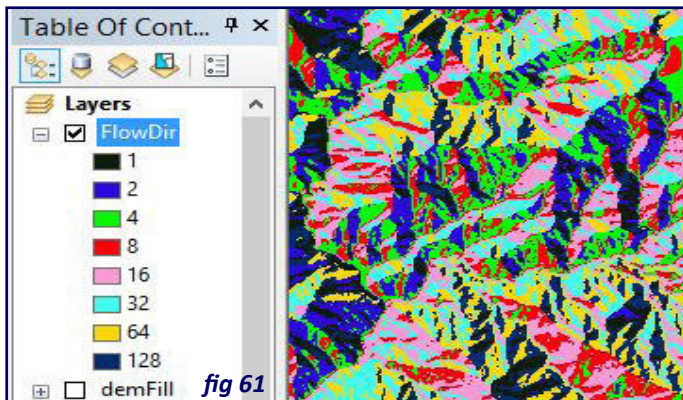 Table Of Cont...
Layers
FlowDir
1
2
4
8
16
32
64
128
demFill
fig 61